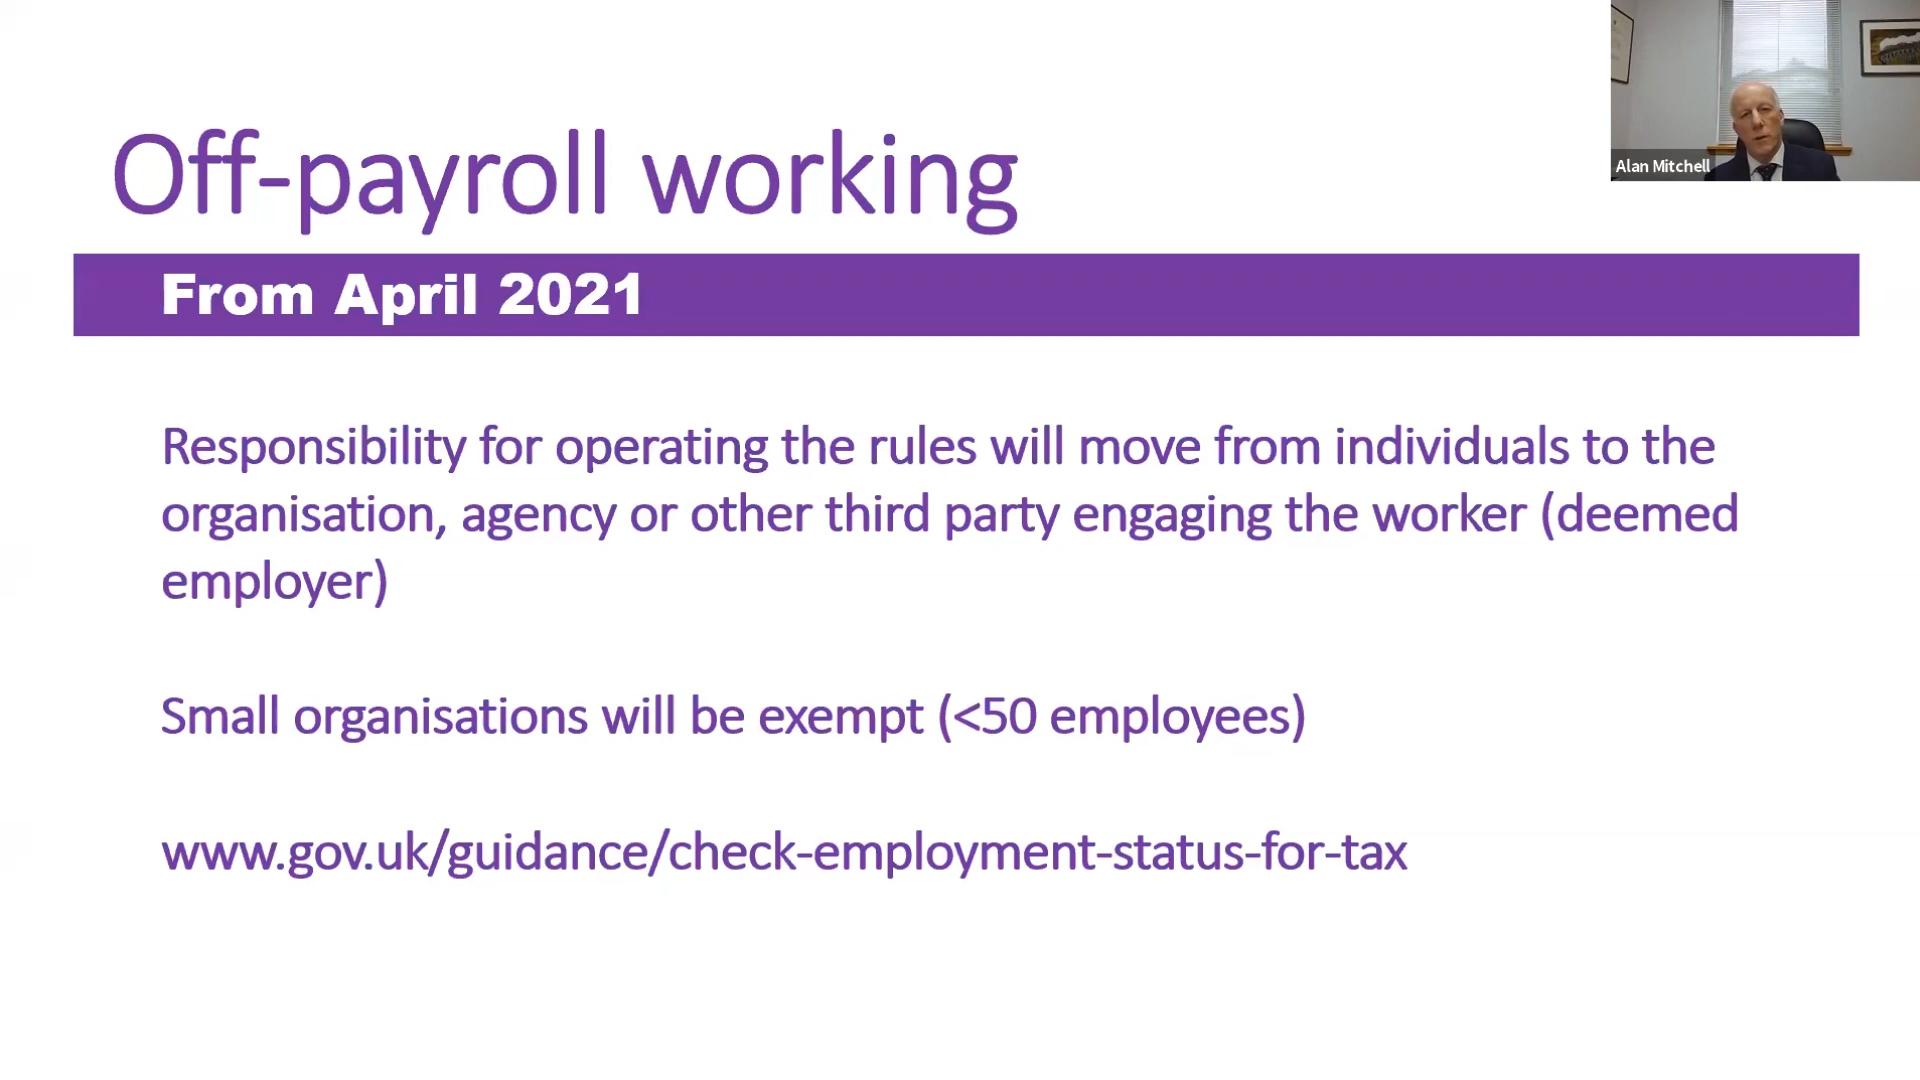 Off-payroll working
Alan Mitchell
From April 2021
Responsibility for operating the rules will move from individuals to the
organisation, agency or other third party engaging the worker (deemed
employer)
Small organisations will be exempt (<50 employees)
www.gov.uk/guidance/check-employment-status-for-tax